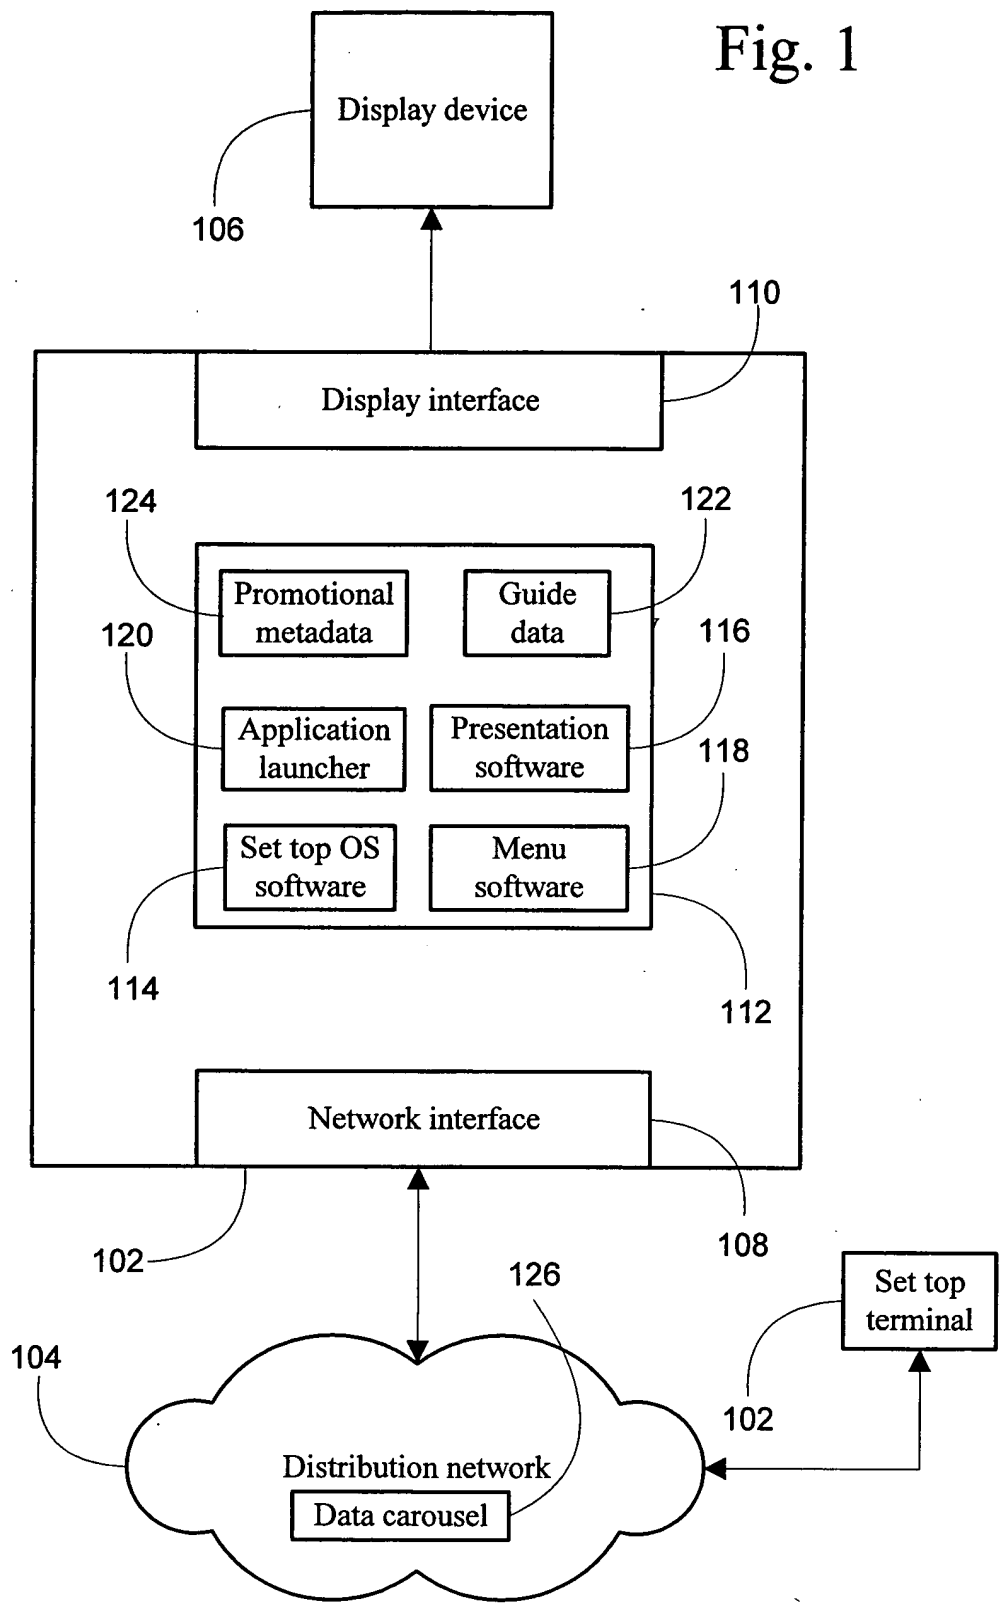 Fig. 1
Display device
106
110
Display interface
124
122
Promotional
metadata
Guide
data
120
116
Application
launcher
Presentation
software
118
Set top OS
software
Menu
software
114
112
Network interface
102
108
126
Set top
terminal
104
102
Distribution network
Data carousel